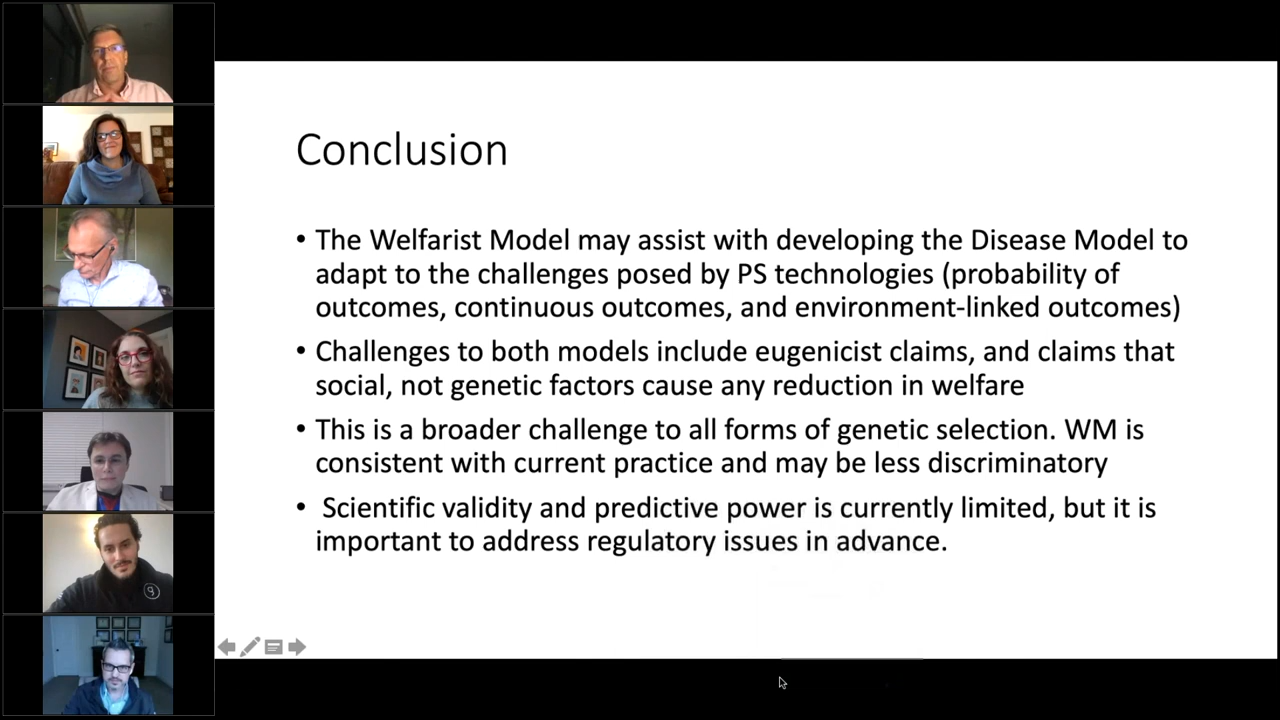 Conclusion
• The Welfarist Model may assist with developing the Disease Model to
adapt to the challenges posed by PS technologies (probability of
outcomes, continuous outcomes, and environment-linked outcomes)
• Challenges to both models include eugenicist claims, and claims that
social, not genetic factors cause any reduction in welfare
• This is a broader challenge to all forms of genetic selection. WM is
consistent with current practice and may be less discriminatory
• Scientific validity and predictive power is currently limited, but it is
important to address regulatory issues in advance.